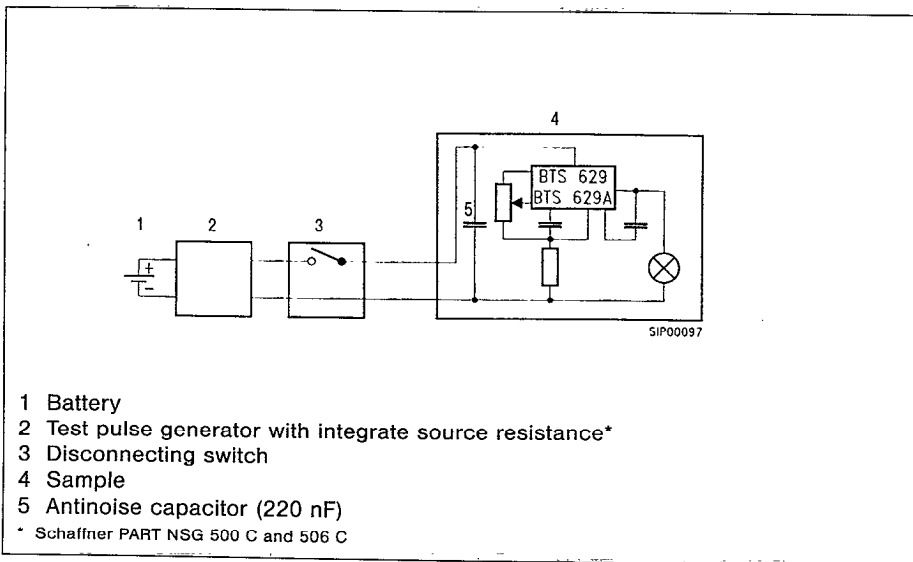 4
BTS 629
BTS 629A
5
1
2
3
+
−
SIP00097
1 Battery
2 Test pulse generator with integrate source resistance*
3 Disconnecting switch
4 Sample
5 Antinoise capacitor (220 nF)
* Schaffner PART NSG 500 C and 506 C